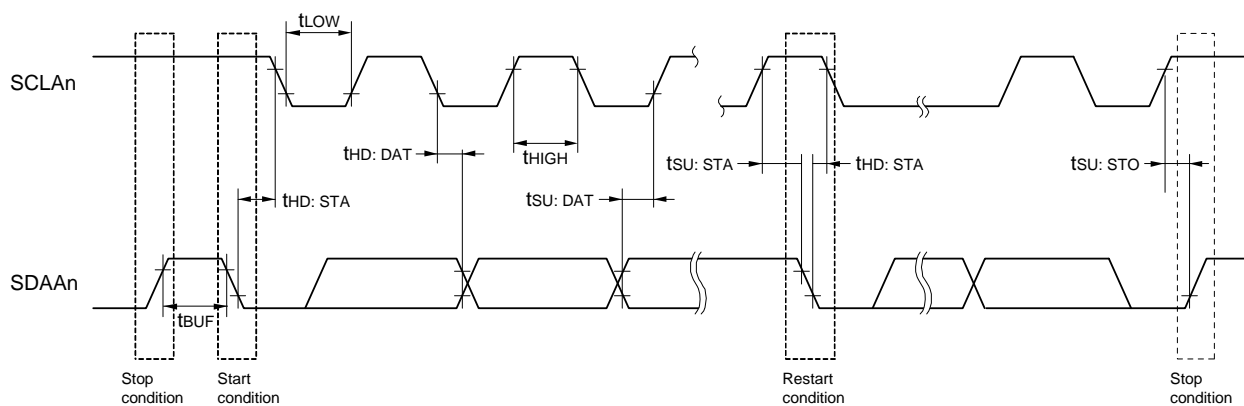 tLOW
SCLAn
tHD: DAT
tHIGH
tSU: STA
tHD: STA
tSU: STO
tHD: STA
tSU: DAT
SDAAn
tBUF
Stop
condition
Start
condition
Restart
condition
Stop
condition